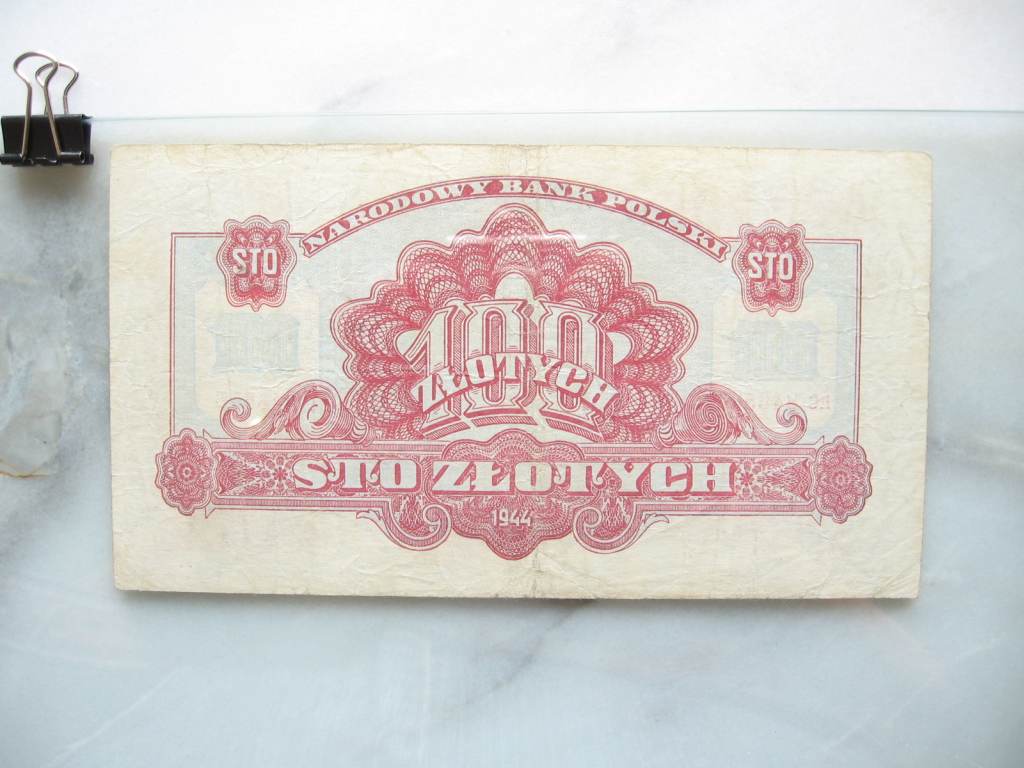 NARODOWY BANK POLSKI
STO
STO
100
ZŁOTYCH
STO ZŁOTYCH
1944